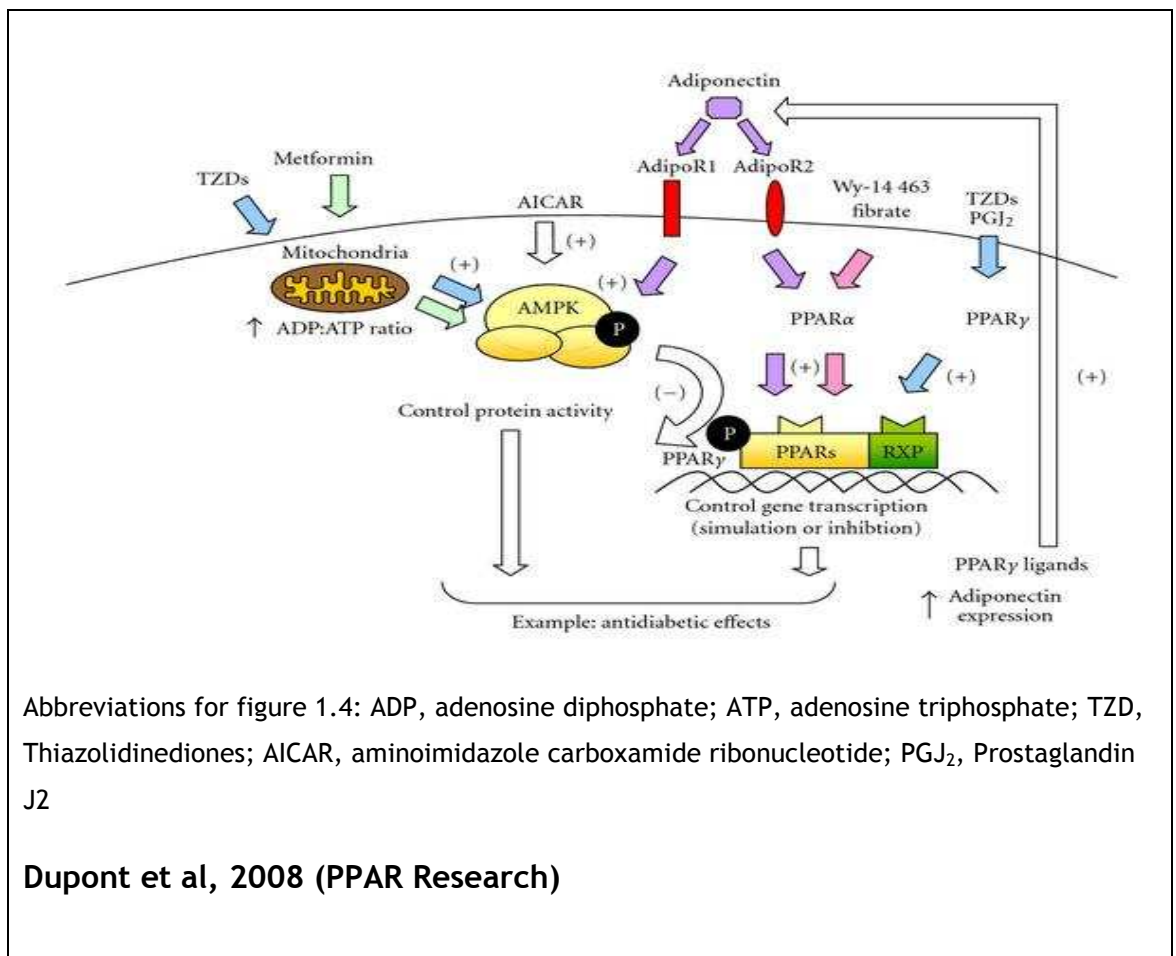 Adiponectin
AdipoR1 AdipoR2
Metformin
TZDs
AICAR
Wy-14 463
fibrate
TZDs
PGJ2
(+)
Mitochondria
(+)
(+)
AMPK
P
↑ ADP:ATP ratio
PPARα
PPARγ
(+)
(+)
(+)
(−)
Control protein activity
P
PPARγ
PPARs
RXP
Control gene transcription
(simulation or inhibtion)
PPARγ ligands
↑ Adiponectin
expression
Example: antidiabetic effects
Abbreviations for figure 1.4: ADP, adenosine diphosphate; ATP, adenosine triphosphate; TZD,
Thiazolidinediones; AICAR, aminoimidazole carboxamide ribonucleotide; PGJ2, Prostaglandin
J2
Dupont et al, 2008 (PPAR Research)